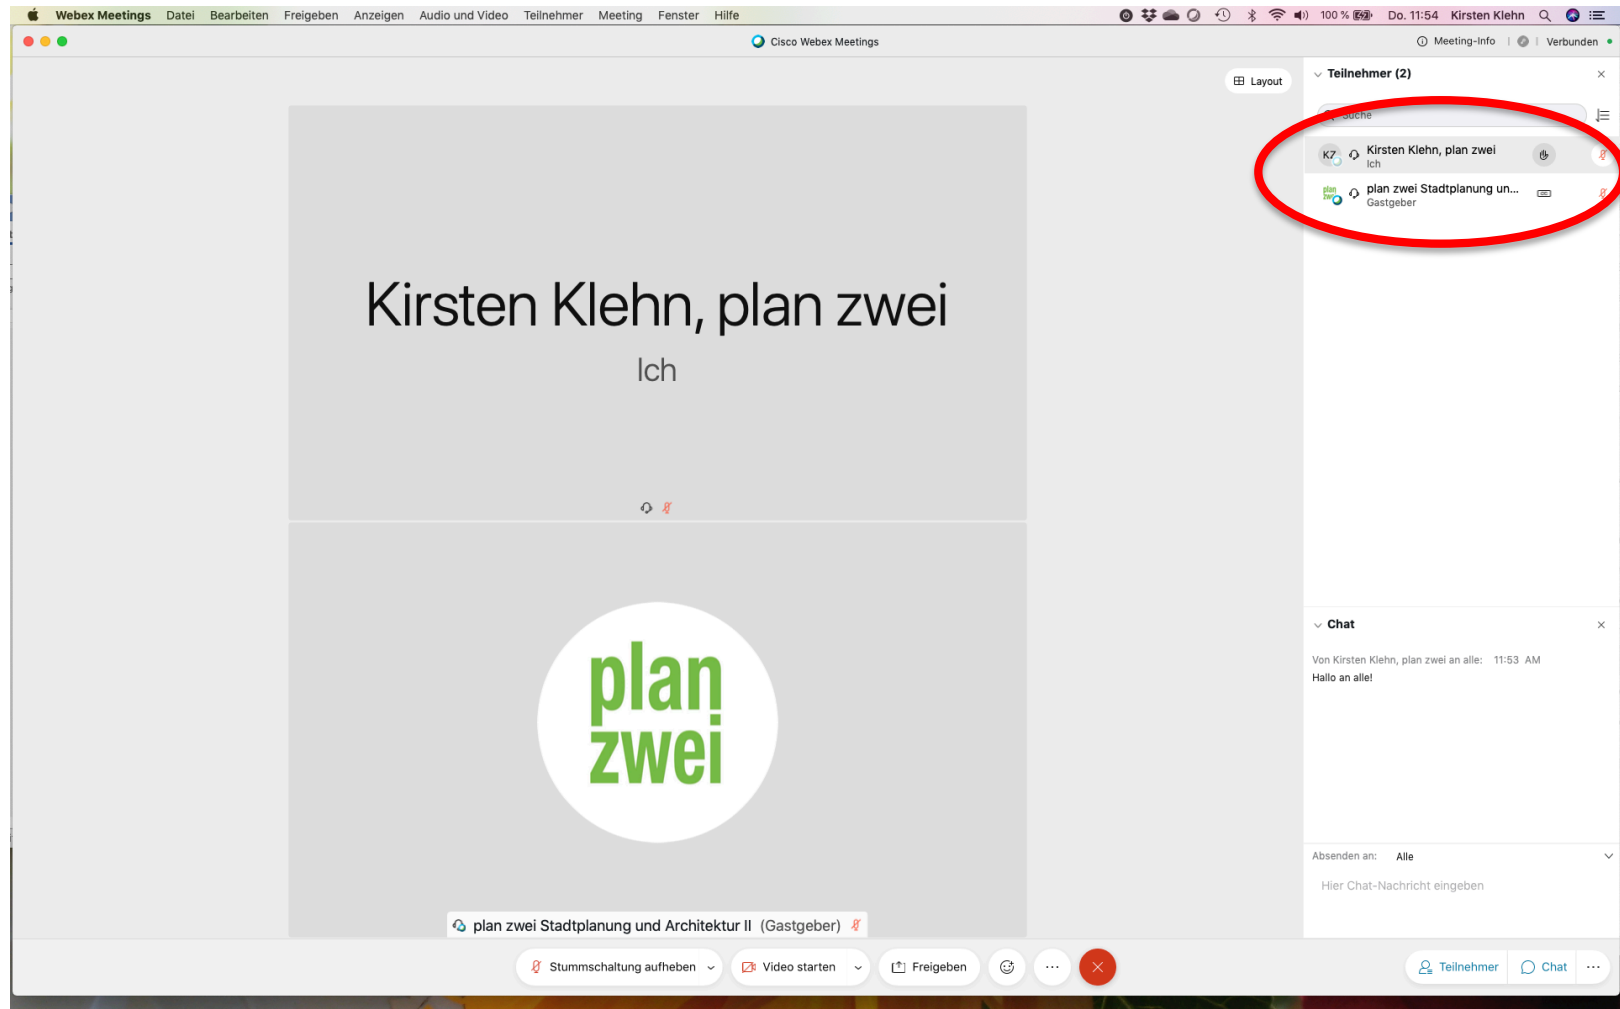 Webex Meetings Datei Bearbeiten Freigeben Anzeigen Audio und Video Teilnehmer Meeting Fenster Hilfe 100 % Do. 11:54 Kirsten Klehn
Cisco Webex Meetings
Meeting-Info Verbunden
Layout
Teilnehmer (2)
Suche
KZ Kirsten Klehn, plan zwei
Ich
plan zwei plan zwei Stadtplanung un...
Gastgeber
Kirsten Klehn, plan zwei
Ich
plan
zwei
plan zwei Stadtplanung und Architektur II (Gastgeber)
Chat
Von Kirsten Klehn, plan zwei an alle: 11:53 AM
Hallo an alle!
Absenden an: Alle
Hier Chat-Nachricht eingeben
Stummschaltung aufheben Video starten Freigeben
Teilnehmer Chat